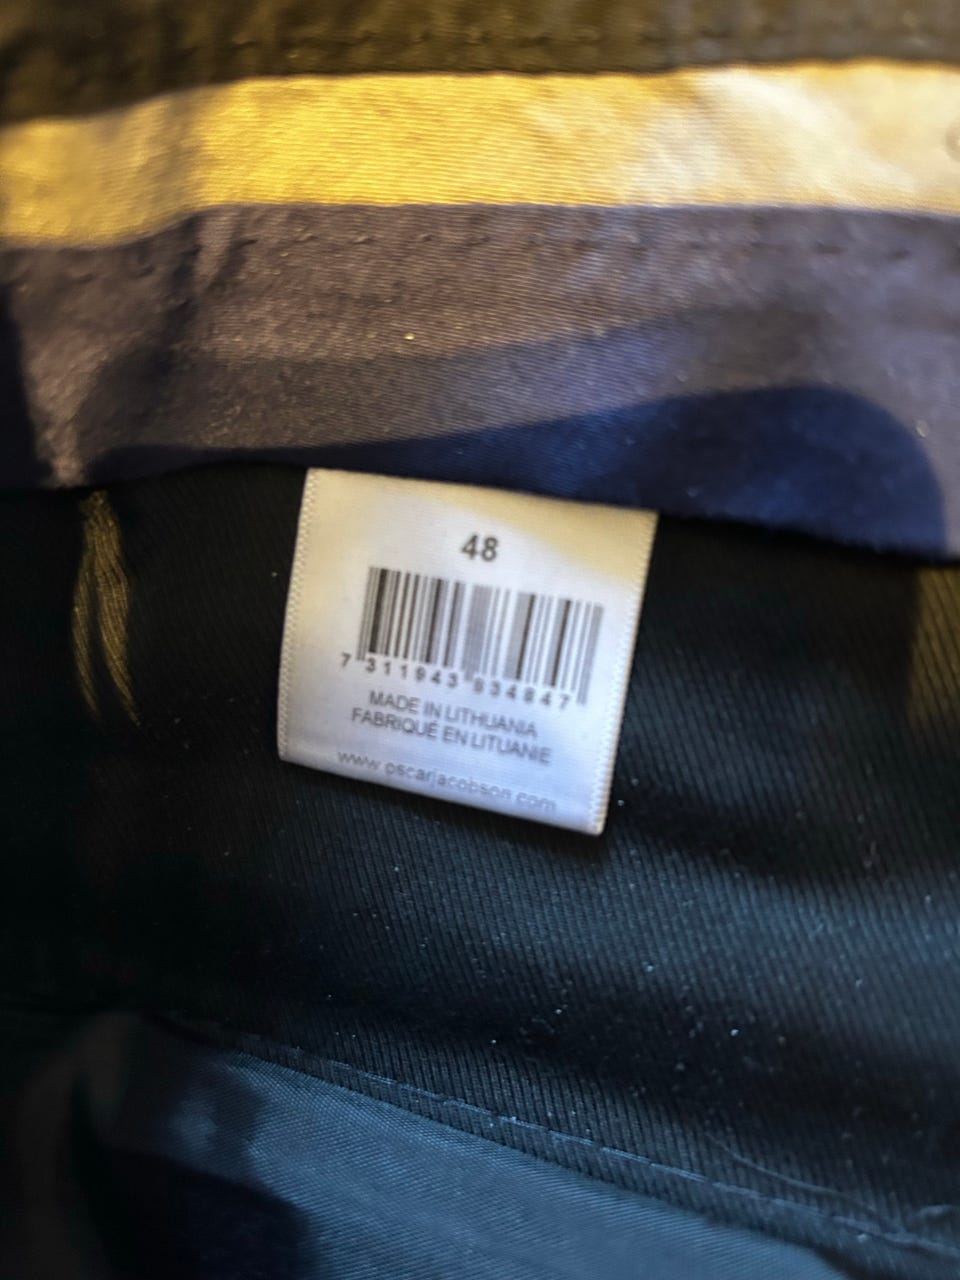 48
7 311943 934847
MADE IN LITHUANIA
FABRIQUÉ EN LITUANIE
www.oscarjacobson.com